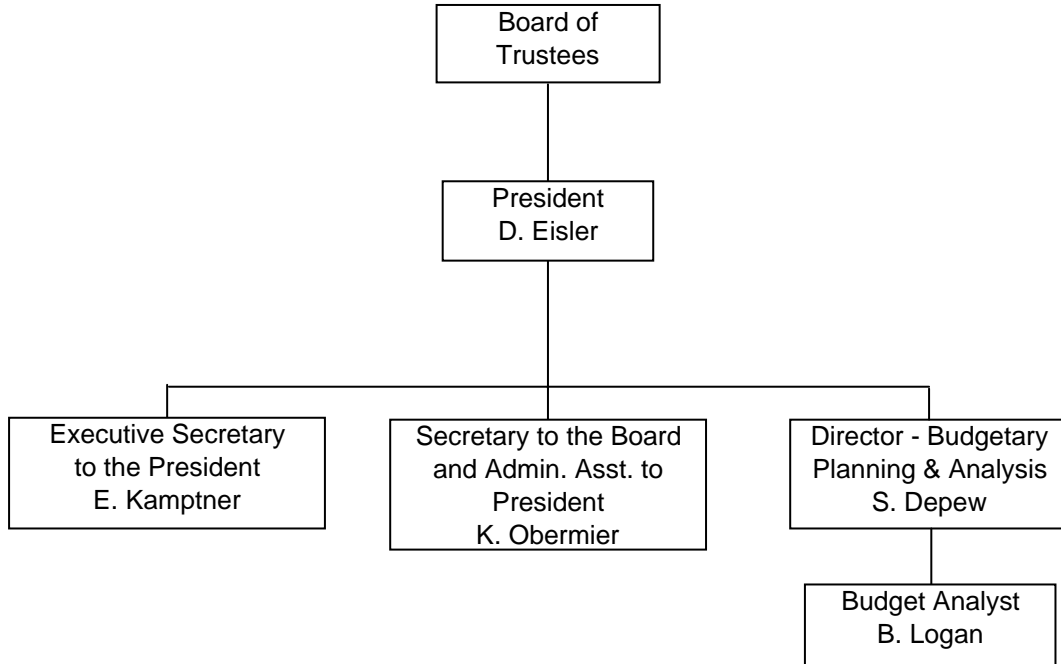 Board of
Trustees
President
D. Eisler
Executive Secretary
to the President
E. Kamptner
Secretary to the Board
and Admin. Asst. to
President
K. Obermier
Director - Budgetary
Planning & Analysis
S. Depew
Budget Analyst
B. Logan